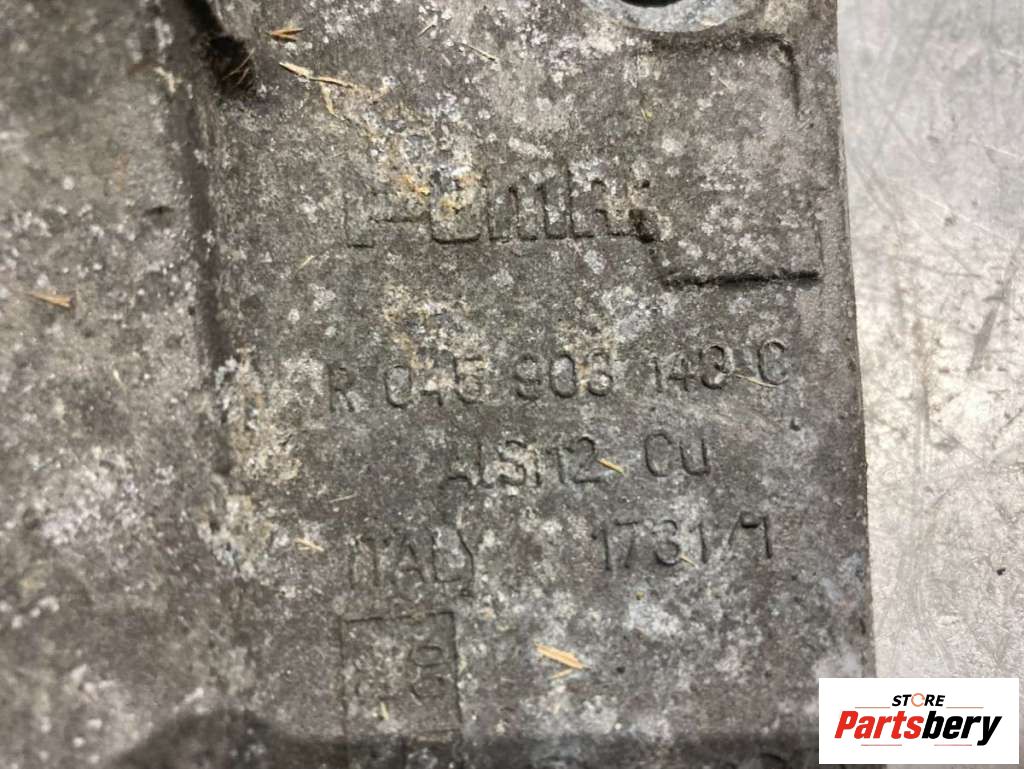 R 045 903 143 C
AlSi12 Cu
ITALY 1731/1
STORE
Partsbery